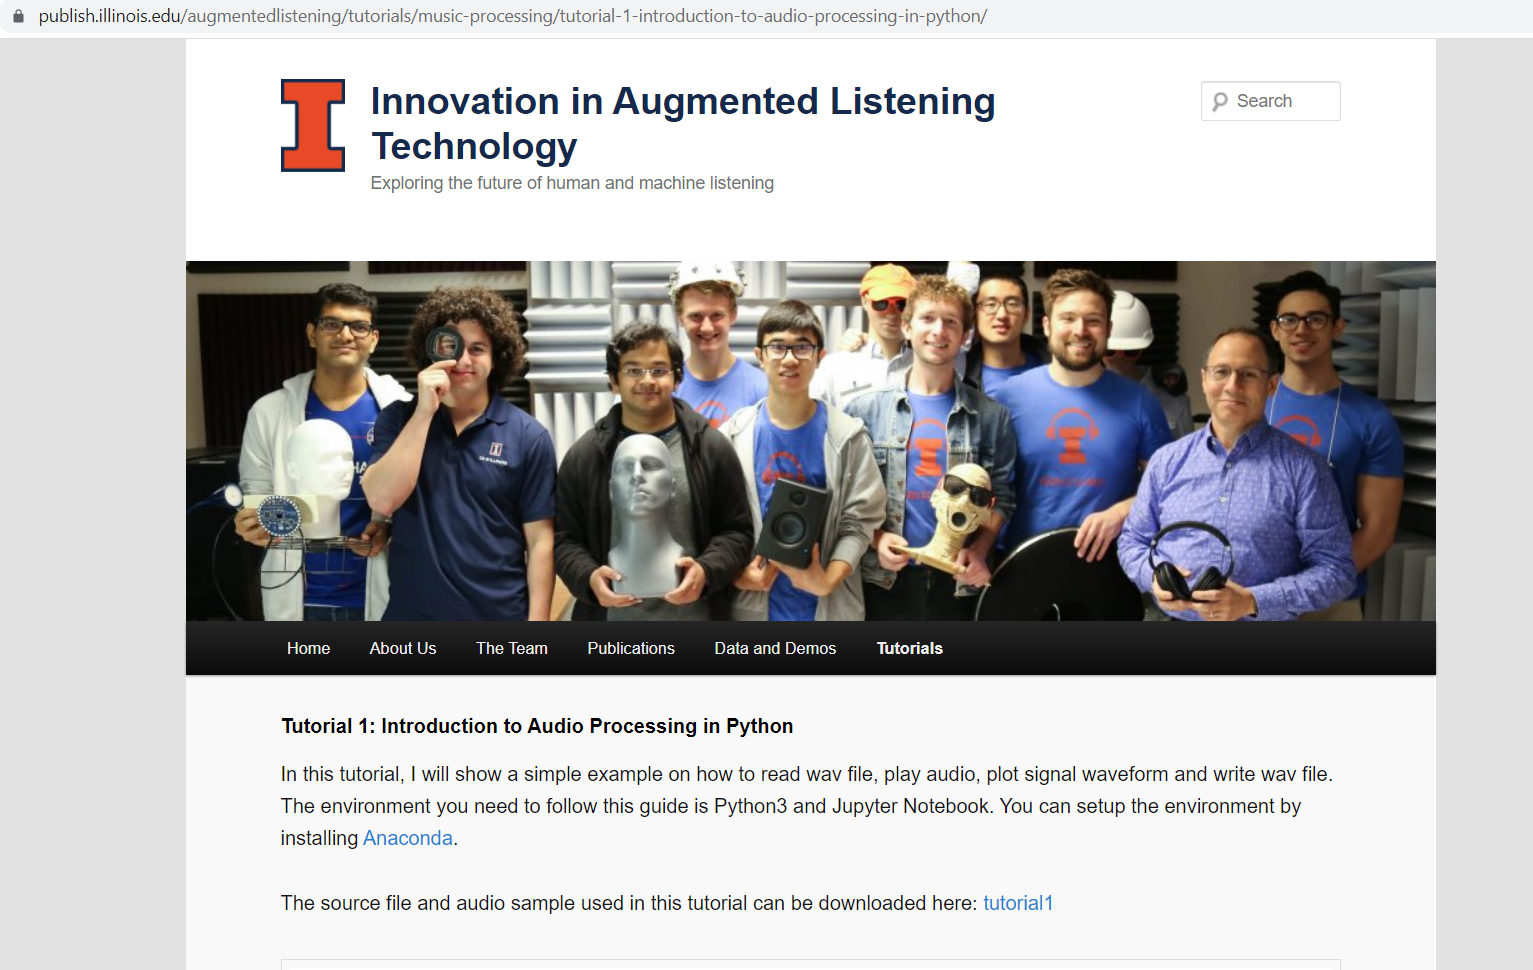 publish.illinois.edu/augmentedlistening/tutorials/music-processing/tutorial-1-introduction-to-audio-processing-in-python/
Innovation in Augmented Listening
Technology
Exploring the future of human and machine listening
Search
Home About Us The Team Publications Data and Demos Tutorials
Tutorial 1: Introduction to Audio Processing in Python
In this tutorial, I will show a simple example on how to read wav file, play audio, plot signal waveform and write wav file.
The environment you need to follow this guide is Python3 and Jupyter Notebook. You can setup the environment by
installing Anaconda.
The source file and audio sample used in this tutorial can be downloaded here: tutorial1